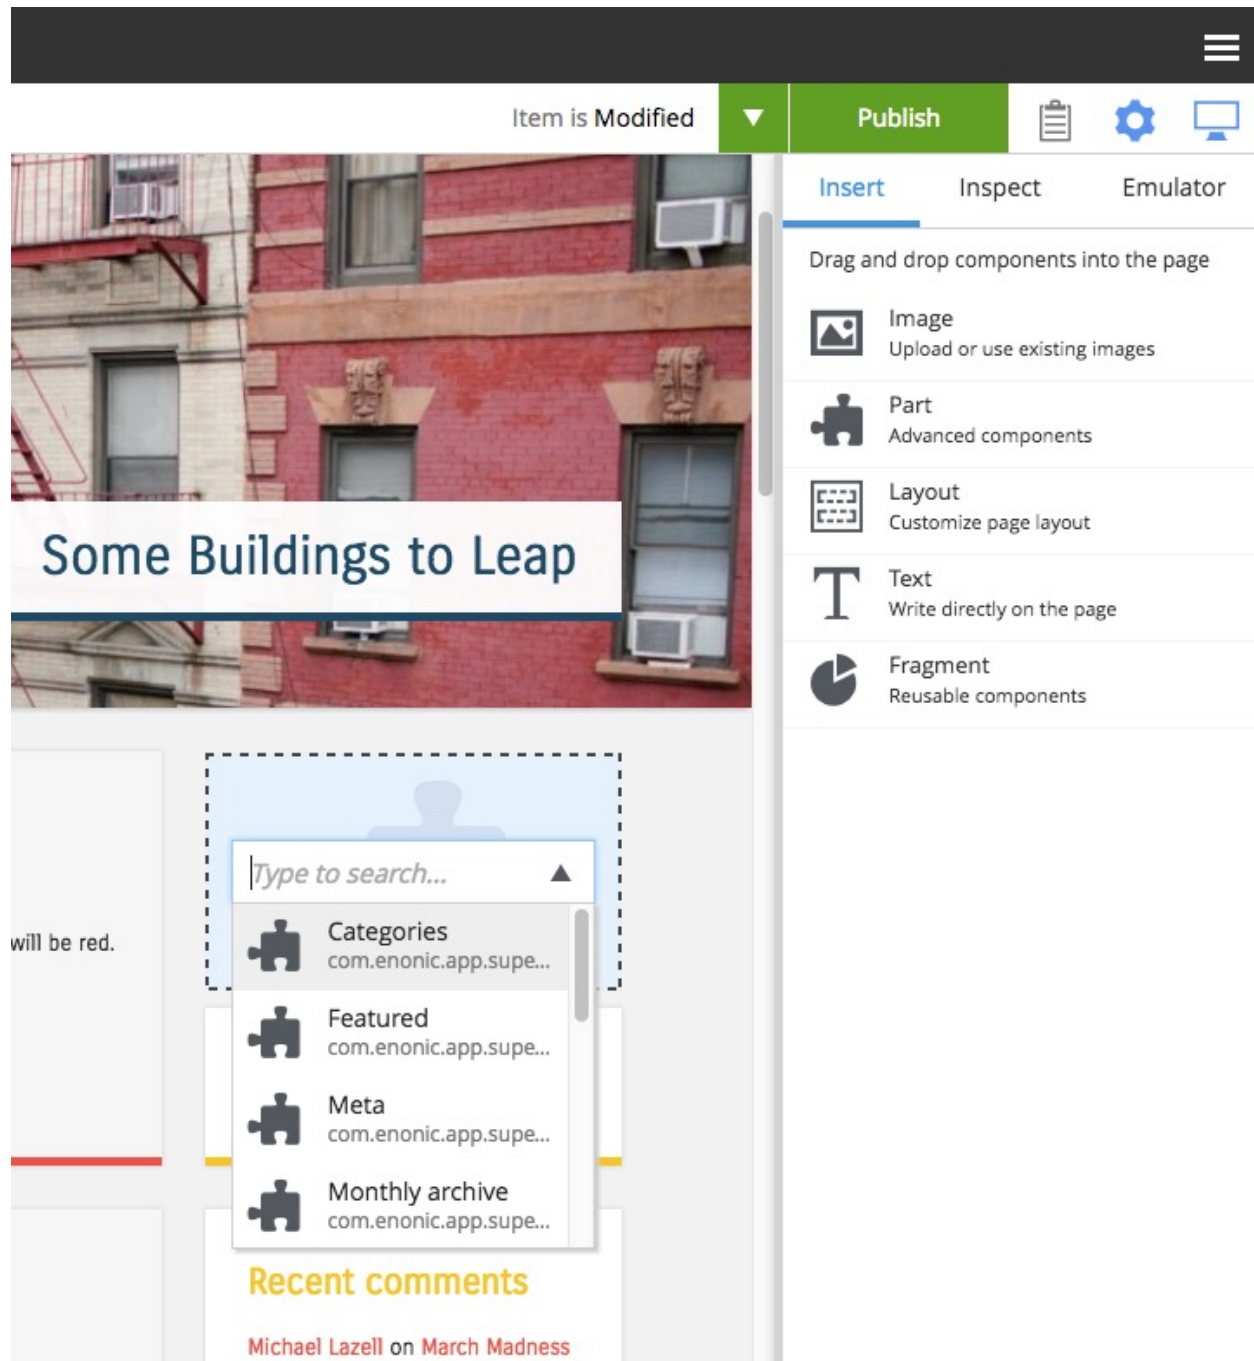 Item is Modified
Publish
Insert Inspect Emulator
Drag and drop components into the page
Image
Upload or use existing images
Part
Advanced components
Layout
Customize page layout
Text
Write directly on the page
Fragment
Reusable components
Some Buildings to Leap
will be red.
Type to search...
Categories
com.enonic.app.supe...
Featured
com.enonic.app.supe...
Meta
com.enonic.app.supe...
Monthly archive
com.enonic.app.supe...
Recent comments
Michael Lazell on March Madness